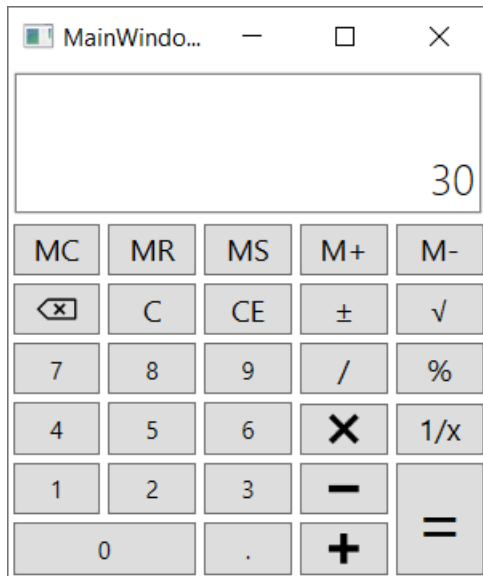 MainWindo...
30
MC MR MS M+ M-
C CE ± √
7 8 9 / %
4 5 6 × 1/x
1 2 3 −
0 . + =